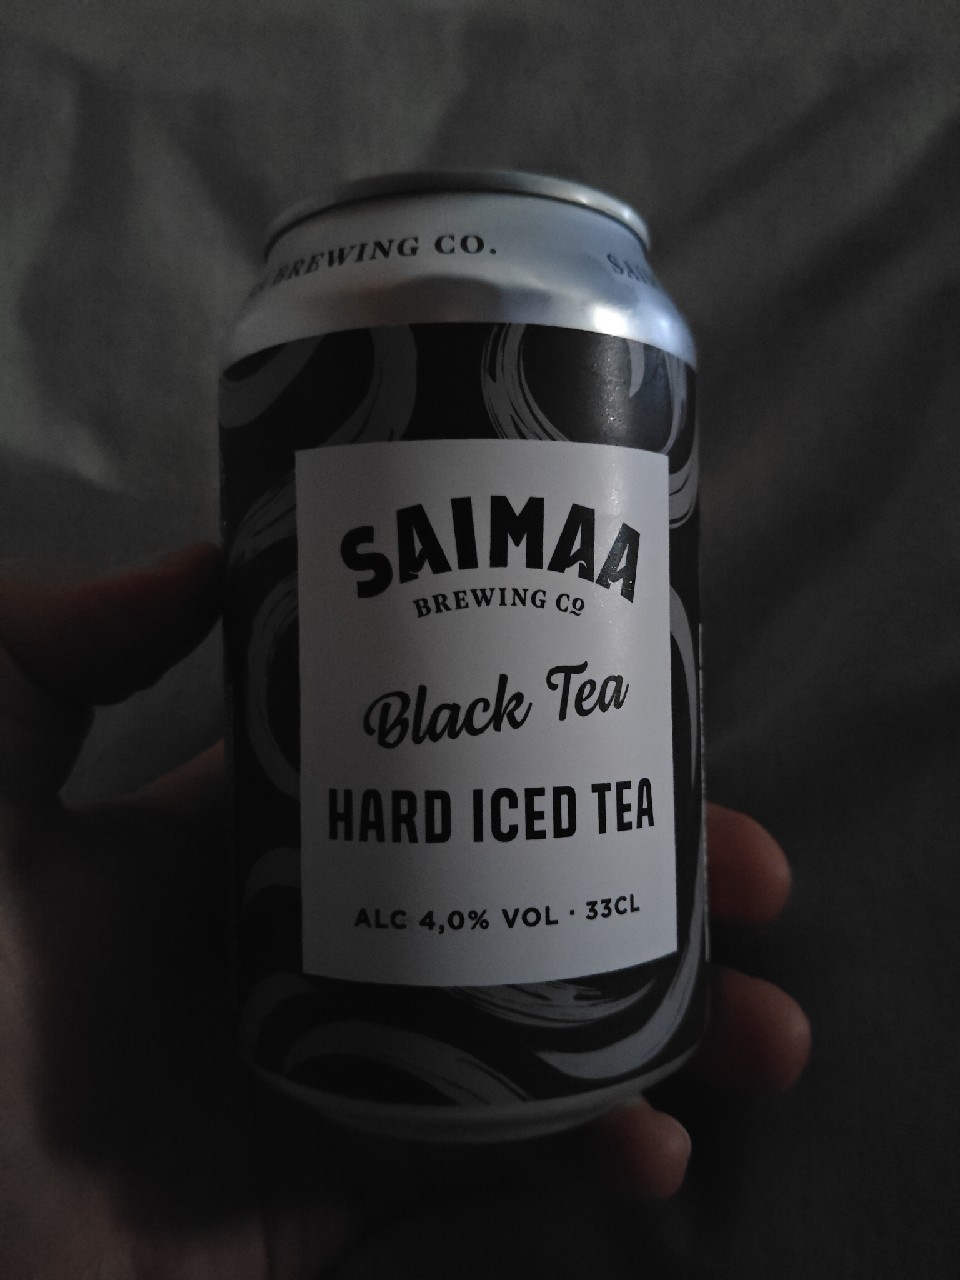 BREWING CO.
SAIMAA
BREWING Co
Black Tea
HARD ICED TEA
ALC 4,0% VOL · 33CL